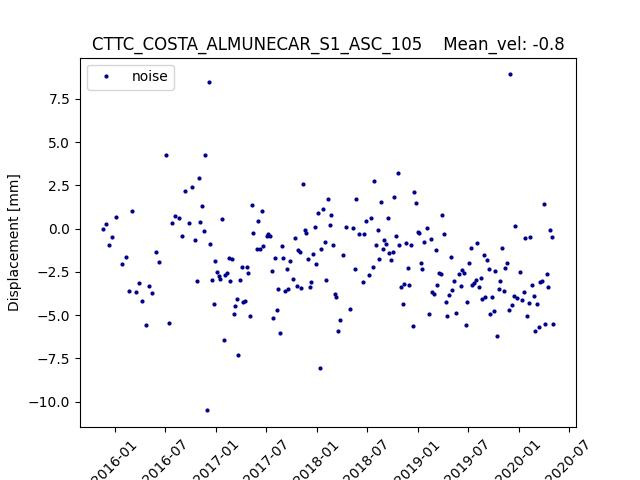 CTTC_COSTA_ALMUNECAR_S1_ASC_105    Mean_vel: -0.8
noise
Displacement [mm]
7.5
5.0
2.5
0.0
−2.5
−5.0
−7.5
−10.0
2016-01 2016-07 2017-01 2017-07 2018-01 2018-07 2019-01 2019-07 2020-01 2020-07